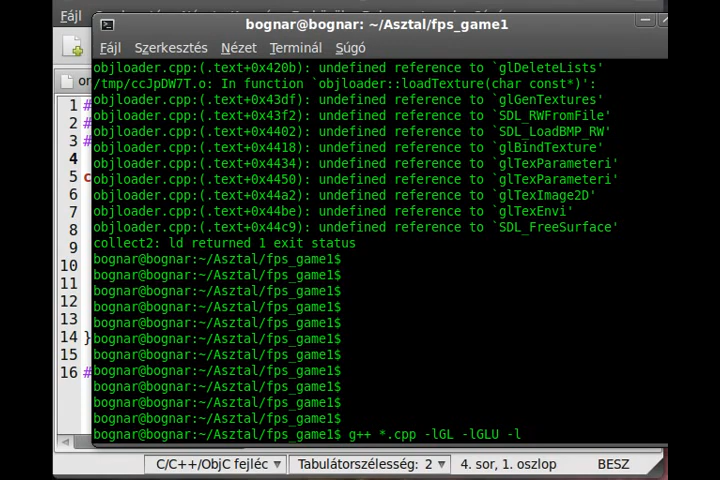 Fájl
bognar@bognar: ~/Asztal/fps_game1
Fájl Szerkesztés Nézet Terminál Súgó
objloader.cpp:(.text+0x420b): undefined reference to `glDeleteLists'
/tmp/ccJpDW7T.o: In function `objloader::loadTexture(char const*)':
objloader.cpp:(.text+0x43df): undefined reference to `glGenTextures'
objloader.cpp:(.text+0x43f2): undefined reference to `SDL_RWFromFile'
objloader.cpp:(.text+0x4402): undefined reference to `SDL_LoadBMP_RW'
objloader.cpp:(.text+0x4418): undefined reference to `glBindTexture'
objloader.cpp:(.text+0x4434): undefined reference to `glTexParameteri'
objloader.cpp:(.text+0x4450): undefined reference to `glTexParameteri'
objloader.cpp:(.text+0x44a2): undefined reference to `glTexImage2D'
objloader.cpp:(.text+0x44be): undefined reference to `glTexEnvi'
objloader.cpp:(.text+0x44c9): undefined reference to `SDL_FreeSurface'
collect2: ld returned 1 exit status
bognar@bognar:~/Asztal/fps_game1$
bognar@bognar:~/Asztal/fps_game1$
bognar@bognar:~/Asztal/fps_game1$
bognar@bognar:~/Asztal/fps_game1$
bognar@bognar:~/Asztal/fps_game1$
bognar@bognar:~/Asztal/fps_game1$
bognar@bognar:~/Asztal/fps_game1$
bognar@bognar:~/Asztal/fps_game1$
bognar@bognar:~/Asztal/fps_game1$
bognar@bognar:~/Asztal/fps_game1$
bognar@bognar:~/Asztal/fps_game1$
bognar@bognar:~/Asztal/fps_game1$ g++ *.cpp -lGL -lGLU -l
1 #
2 #
3 #
4
5 c
6
7
8
9
10
11
12
13
14 }
15
16 #
C/C++/ObjC fejléc Tabulátorszélesség: 2 4. sor, 1. oszlop BESZ